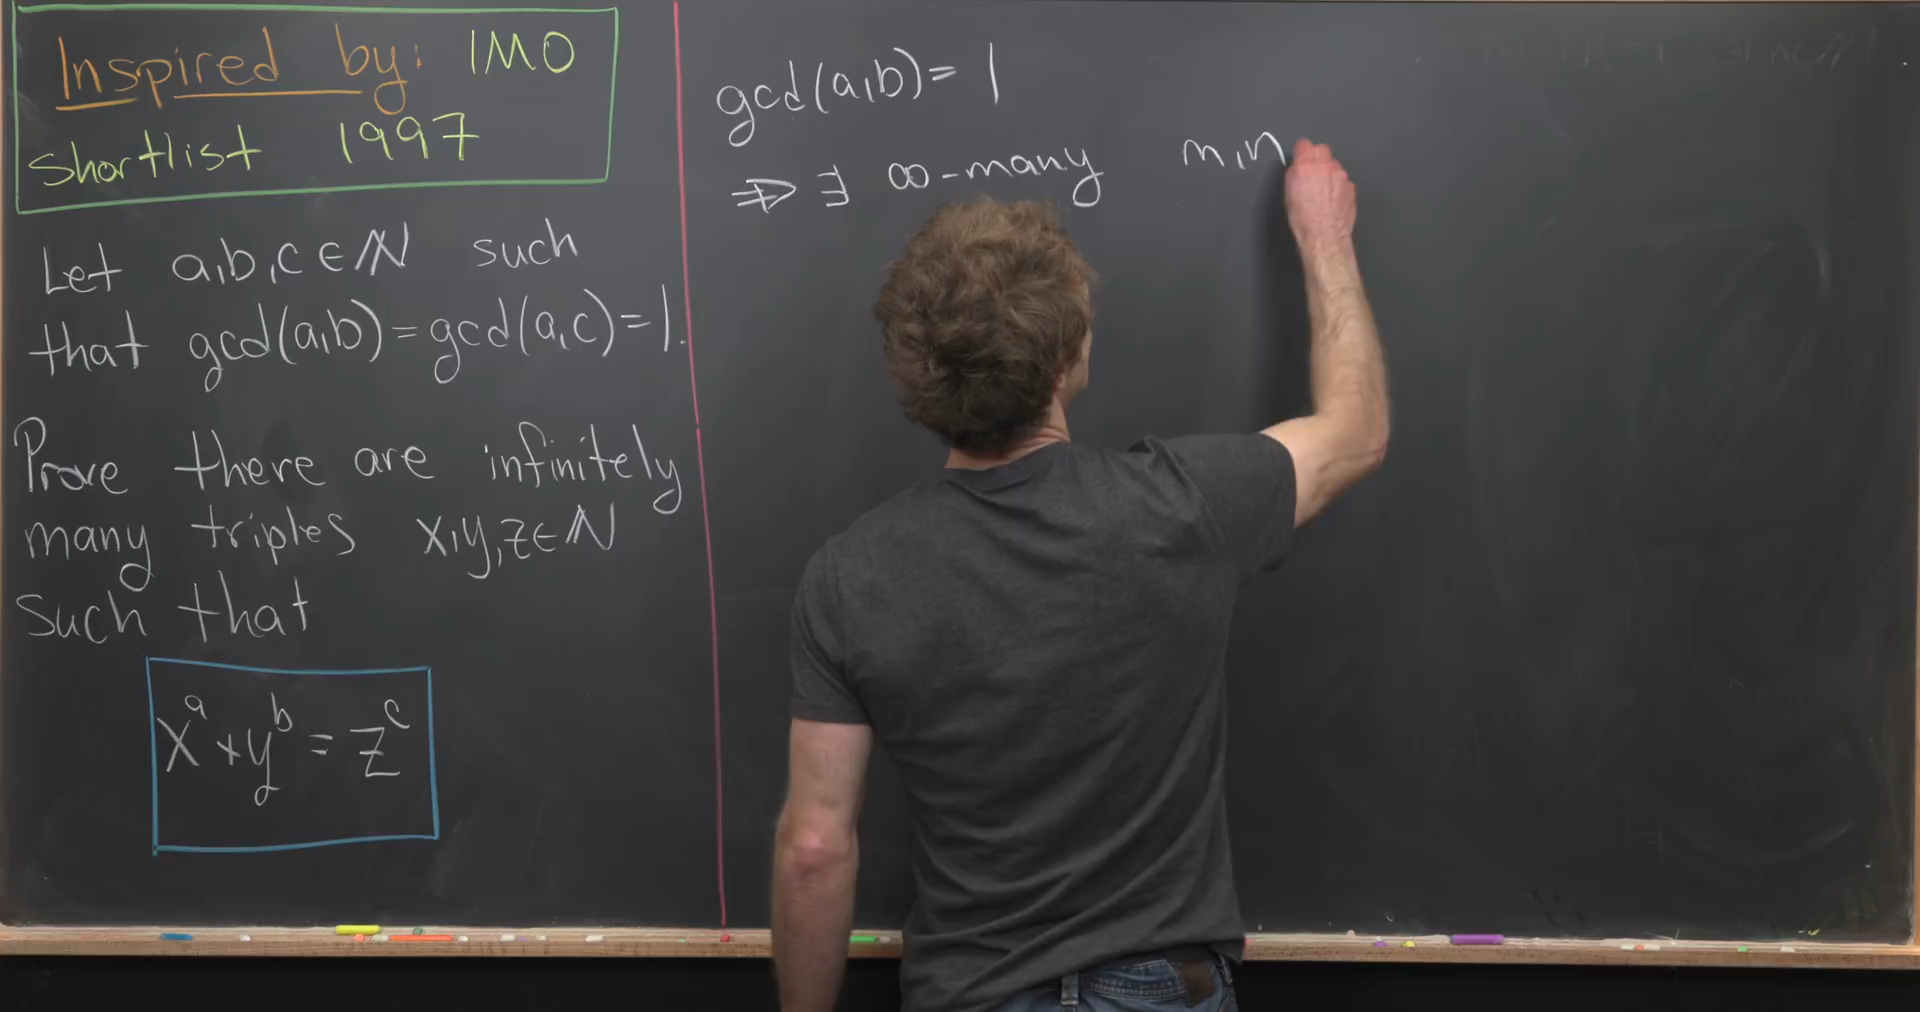 Inspired by: IMO
Shortlist 1997
Let a,b,c ∈ ℕ such
that gcd(a,b) = gcd(a,c) = 1.
Prove there are infinitely
many triples x,y,z ∈ ℕ
such that
x^a + y^b = z^c
gcd(a,b) = 1
⇒ ∃ ∞-many m,n